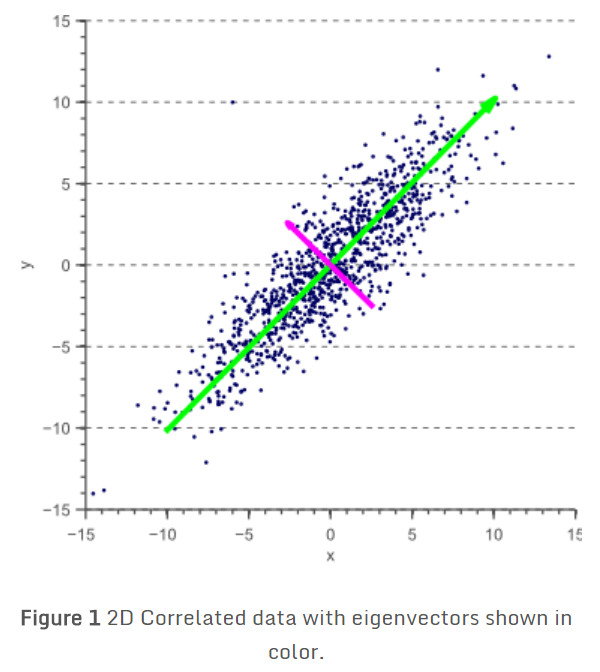 15
10
5
0
−5
−10
−15
y
−15 −10 −5 0 5 10 15
x
Figure 1 2D Correlated data with eigenvectors shown in
color.